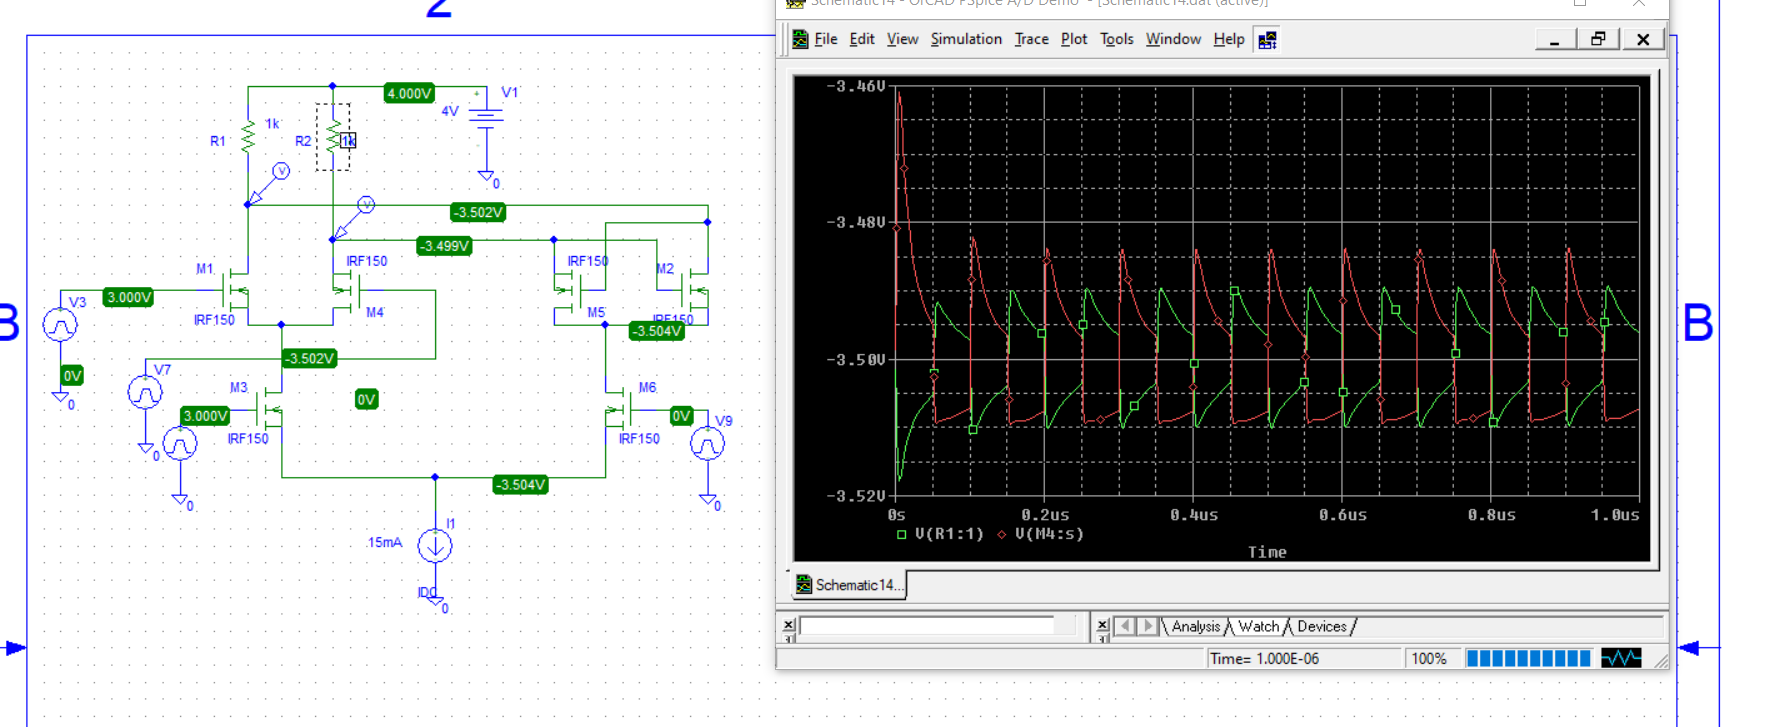 2
Schematic14 - OrCAD PSpice A/D Demo - [Schematic14.dat (active)]
File Edit View Simulation Trace Plot Tools Window Help
4.000V
V1
4V
R1
1k
R2
1k
0
V
V
-3.502V
-3.499V
M1
IRF150
IRF150
M2
V3
3.000V
IRF150
M4
M5
IRF150
-3.504V
B
B
-3.502V
0V
0
V7
M3
0V
M6
3.000V
0V
V9
IRF150
IRF150
0
0
0
-3.504V
I1
15mA
IDC
0
-3.46V
-3.48V
-3.50V
-3.52V
0s 0.2us 0.4us 0.6us 0.8us 1.0us
V(R1:1) V(M4:s)
Time
Schematic14...
Analysis Watch Devices
Time= 1.000E-06 100%